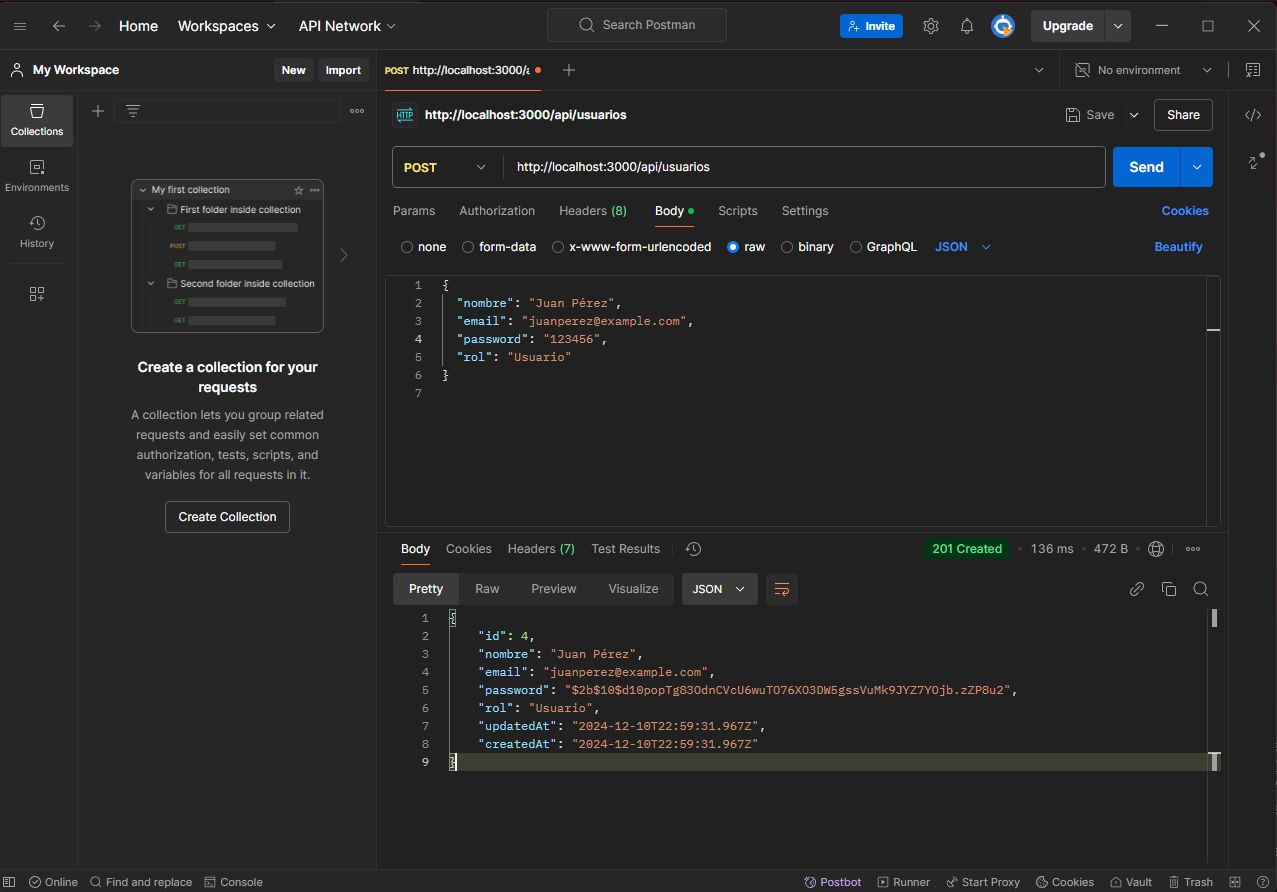 Home Workspaces API Network Search Postman Invite Upgrade
My Workspace New Import POST http://localhost:3000/a No environment
Collections
Environments
History
My first collection
First folder inside collection
GET
POST
GET
Second folder inside collection
GET
GET
Create a collection for your
requests
A collection lets you group related
requests and easily set common
authorization, tests, scripts, and
variables for all requests in it.
Create Collection
HTTP http://localhost:3000/api/usuarios Save Share
POST http://localhost:3000/api/usuarios Send
Params Authorization Headers (8) Body Scripts Settings Cookies
none form-data x-www-form-urlencoded raw binary GraphQL JSON Beautify
1 {
2 "nombre": "Juan Pérez",
3 "email": "juanperez@example.com",
4 "password": "123456",
5 "rol": "Usuario"
6 }
7
Body Cookies Headers (7) Test Results 201 Created 136 ms 472 B
Pretty Raw Preview Visualize JSON
1 {
2 "id": 4,
3 "nombre": "Juan Pérez",
4 "email": "juanperez@example.com",
5 "password": "$2b$10$d10popTg83OdnCVcU6wuTO76XO3DW5gssVuMk9JYZ7YOjb.zZP8u2",
6 "rol": "Usuario",
7 "updatedAt": "2024-12-10T22:59:31.967Z",
8 "createdAt": "2024-12-10T22:59:31.967Z"
9 }
Online Find and replace Console Postbot Runner Start Proxy Cookies Vault Trash